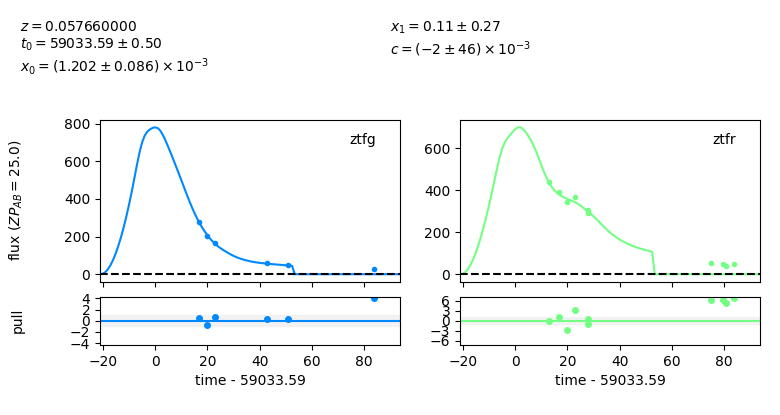 z = 0.057660000
t₀ = 59033.59 ± 0.50
x₀ = (1.202 ± 0.086) × 10⁻³
x₁ = 0.11 ± 0.27
c = (−2 ± 46) × 10⁻³
flux (ZP_AB = 25.0)
800
600
400
200
0
ztfg
600
400
200
0
ztfr
pull
4
2
0
−2
−4
−20 0 20 40 60 80
time - 59033.59
6
3
0
−3
−6
−20 0 20 40 60 80
time - 59033.59